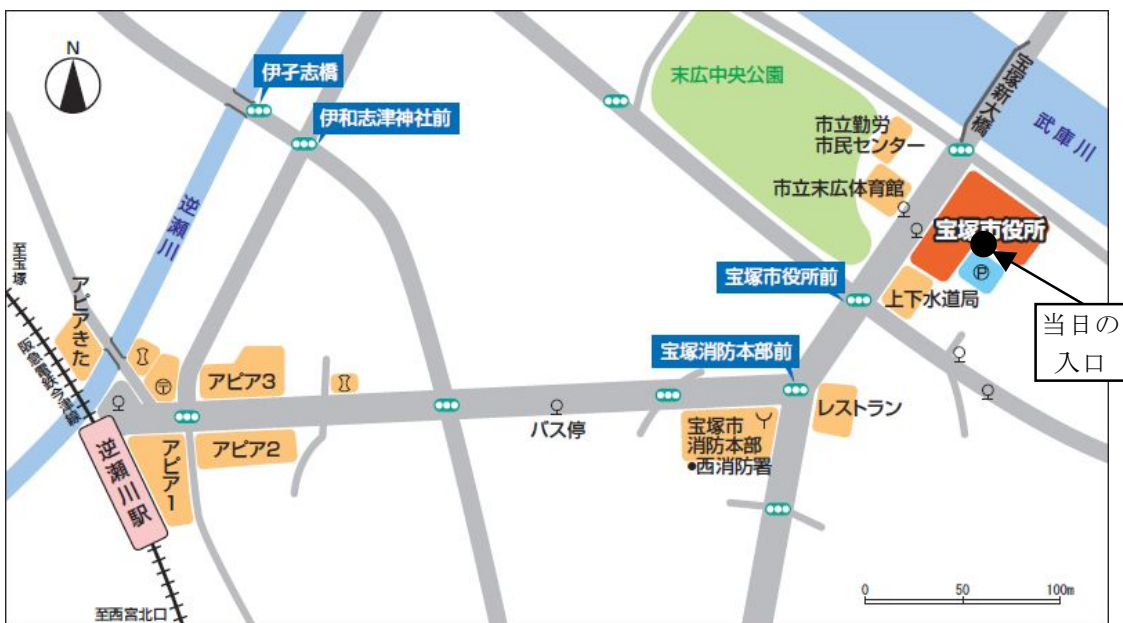 N
伊孑志橋
伊和志津神社前
末広中央公園
宝塚新大橋
武庫川
市立勤労
市民センター
市立末広体育館
宝塚市役所
逆瀬川
至宝塚
アピアきた
阪急電鉄今津線
P
宝塚市役所前
上下水道局
当日の
入口
宝塚消防本部前
アピア3
バス停
レストラン
アピア2
アピア1
宝塚市
消防本部
●西消防署
逆瀬川駅
0 50 100m
至西宮北口